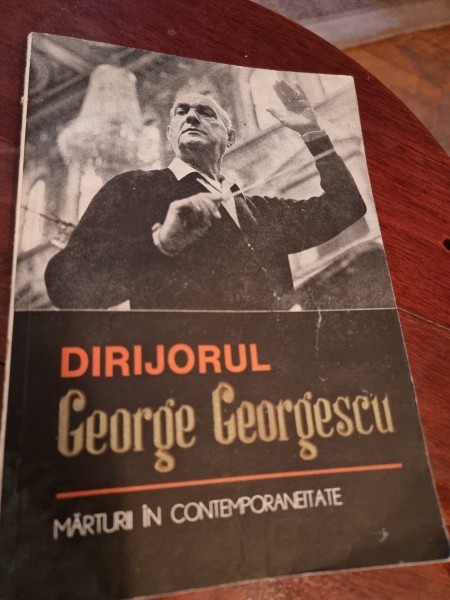 DIRIJORUL
George Georgescu
MĂRTURII ÎN CONTEMPORANEITATE